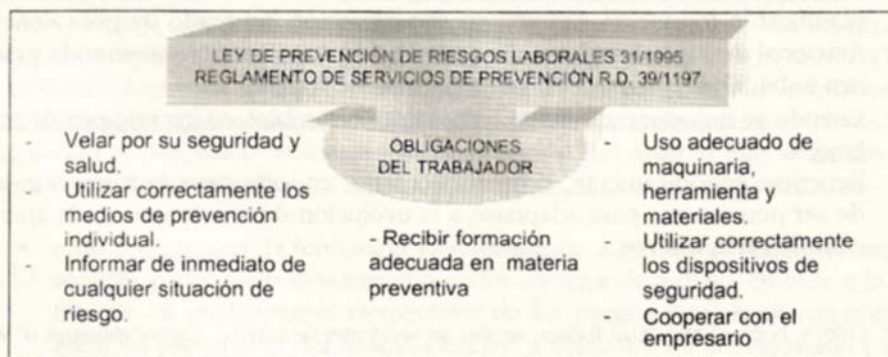 LEY DE PREVENCIÓN DE RIESGOS LABORALES 31/1995
REGLAMENTO DE SERVICIOS DE PREVENCIÓN R.D. 39/1197
OBLIGACIONES
DEL TRABAJADOR
- Velar por su seguridad y
salud.
- Utilizar correctamente los
medios de prevención
individual.
- Informar de inmediato de
cualquier situación de
riesgo.
- Recibir formación
adecuada en materia
preventiva
- Uso adecuado de
maquinaria,
herramienta y
materiales.
- Utilizar correctamente
los dispositivos de
seguridad.
- Cooperar con el
empresario